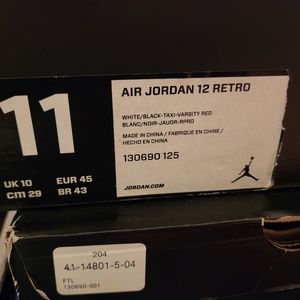 11
UK 10
EUR 45
CM 29
BR 43
AIR JORDAN 12 RETRO
WHITE/BLACK-TAXI-VARSITY RED
BLANC/NOIR-JAUOR-RPRO
MADE IN CHINA / FABRIQUE EN CHINE /
HECHO EN CHINA
130690 125
JORDAN.COM
204
41-14801-5-04
FTL
130690-001